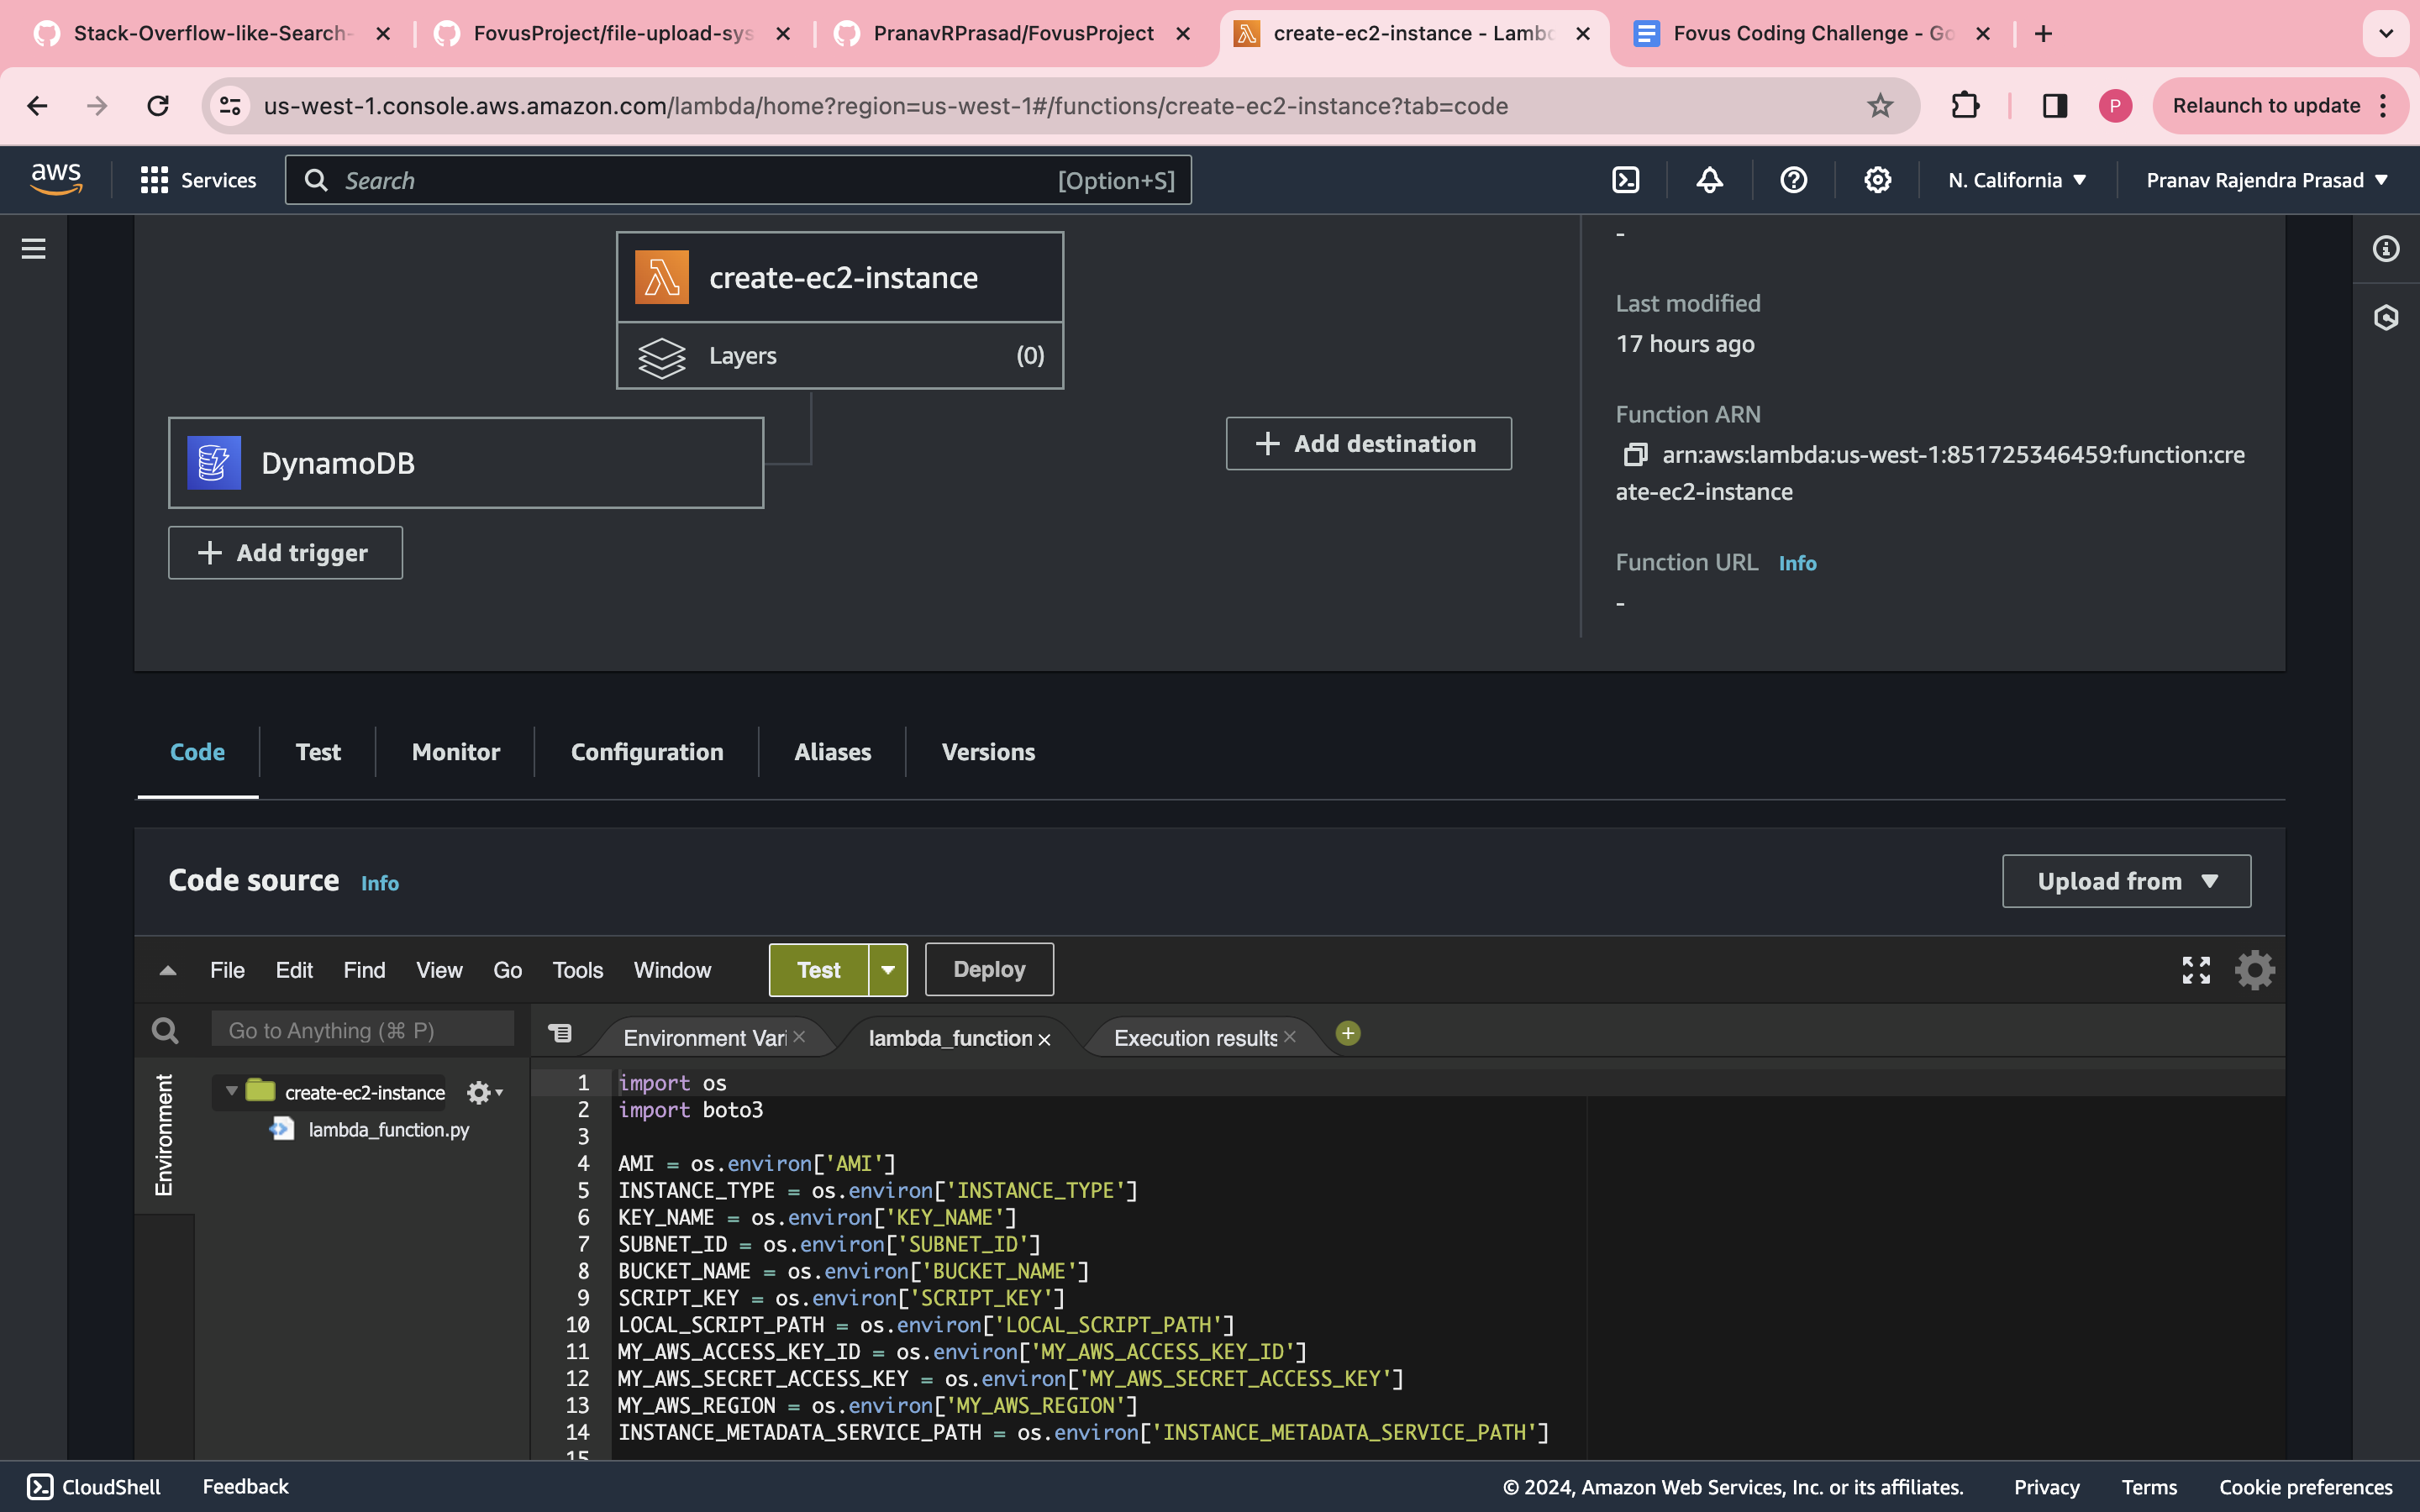 Stack-Overflow-like-Search-
FovusProject/file-upload-sys
PranavRPrasad/FovusProject
create-ec2-instance - Lambd
Fovus Coding Challenge - Go
us-west-1.console.aws.amazon.com/lambda/home?region=us-west-1#/functions/create-ec2-instance?tab=code
P
Relaunch to update
aws
Services
Search
[Option+S]
N. California
Pranav Rajendra Prasad
create-ec2-instance
Layers
(0)
DynamoDB
+ Add trigger
+ Add destination
-
Last modified
17 hours ago
Function ARN
arn:aws:lambda:us-west-1:851725346459:function:cre
ate-ec2-instance
Function URL Info
-
Code
Test
Monitor
Configuration
Aliases
Versions
Code source Info
Upload from
File Edit Find View Go Tools Window
Test
Deploy
Go to Anything (⌘ P)
Environment Vari
lambda_function
Execution results
Environment
create-ec2-instance
lambda_function.py
1 import os
2 import boto3
3
4 AMI = os.environ['AMI']
5 INSTANCE_TYPE = os.environ['INSTANCE_TYPE']
6 KEY_NAME = os.environ['KEY_NAME']
7 SUBNET_ID = os.environ['SUBNET_ID']
8 BUCKET_NAME = os.environ['BUCKET_NAME']
9 SCRIPT_KEY = os.environ['SCRIPT_KEY']
10 LOCAL_SCRIPT_PATH = os.environ['LOCAL_SCRIPT_PATH']
11 MY_AWS_ACCESS_KEY_ID = os.environ['MY_AWS_ACCESS_KEY_ID']
12 MY_AWS_SECRET_ACCESS_KEY = os.environ['MY_AWS_SECRET_ACCESS_KEY']
13 MY_AWS_REGION = os.environ['MY_AWS_REGION']
14 INSTANCE_METADATA_SERVICE_PATH = os.environ['INSTANCE_METADATA_SERVICE_PATH']
15
CloudShell
Feedback
© 2024, Amazon Web Services, Inc. or its affiliates.
Privacy
Terms
Cookie preferences